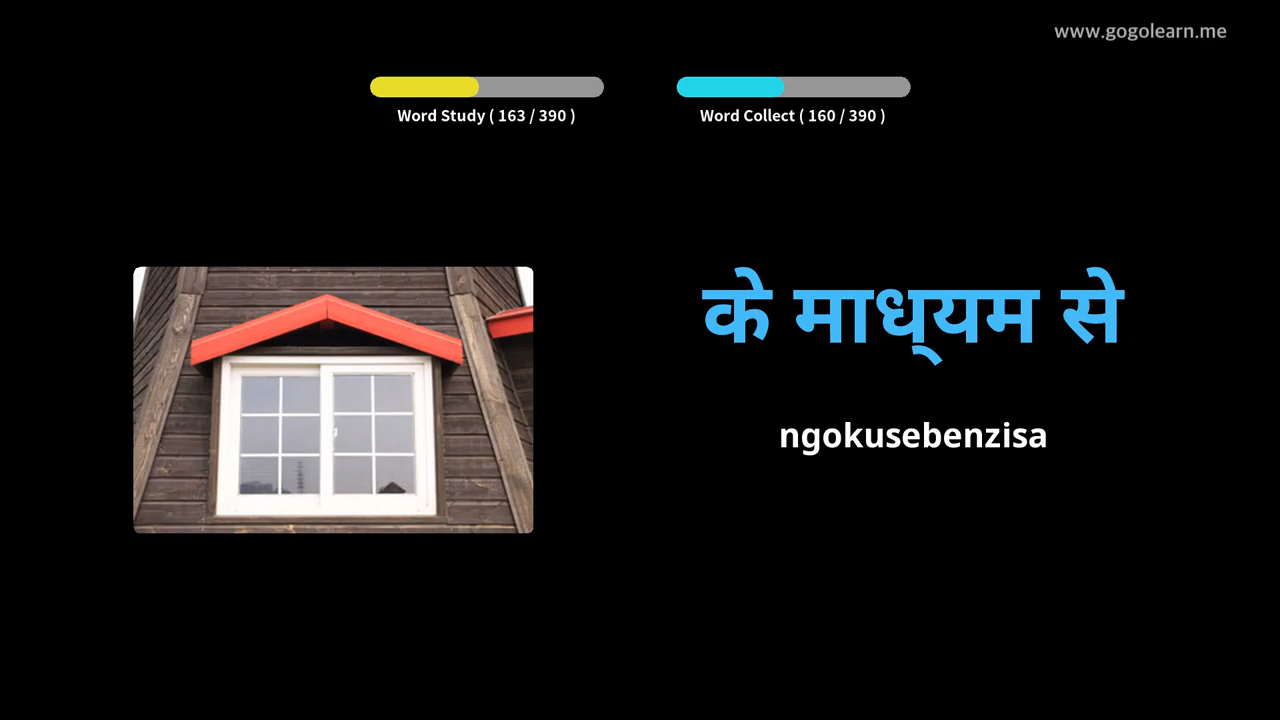 www.gogolearn.me
Word Study ( 163 / 390 )
Word Collect ( 160 / 390 )
के माध्‌यम से
ngokusebenzisa